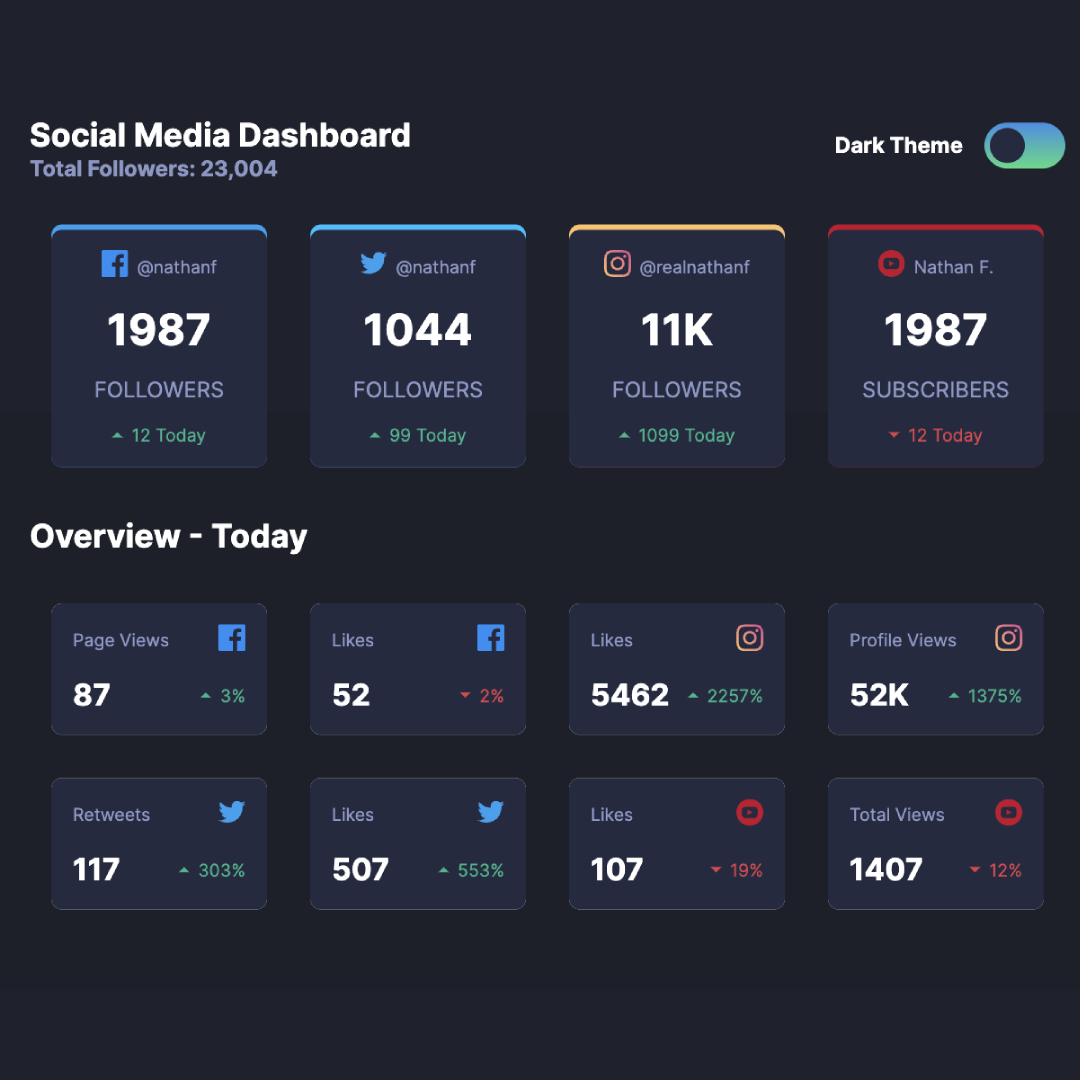 Social Media Dashboard
Total Followers: 23,004
Dark Theme
@nathanf
1987
FOLLOWERS
12 Today
@nathanf
1044
FOLLOWERS
99 Today
@realnathanf
11K
FOLLOWERS
1099 Today
Nathan F.
1987
SUBSCRIBERS
12 Today
Overview - Today
Page Views
87
3%
Likes
52
2%
Likes
5462
2257%
Profile Views
52K
1375%
Retweets
117
303%
Likes
507
553%
Likes
107
19%
Total Views
1407
12%